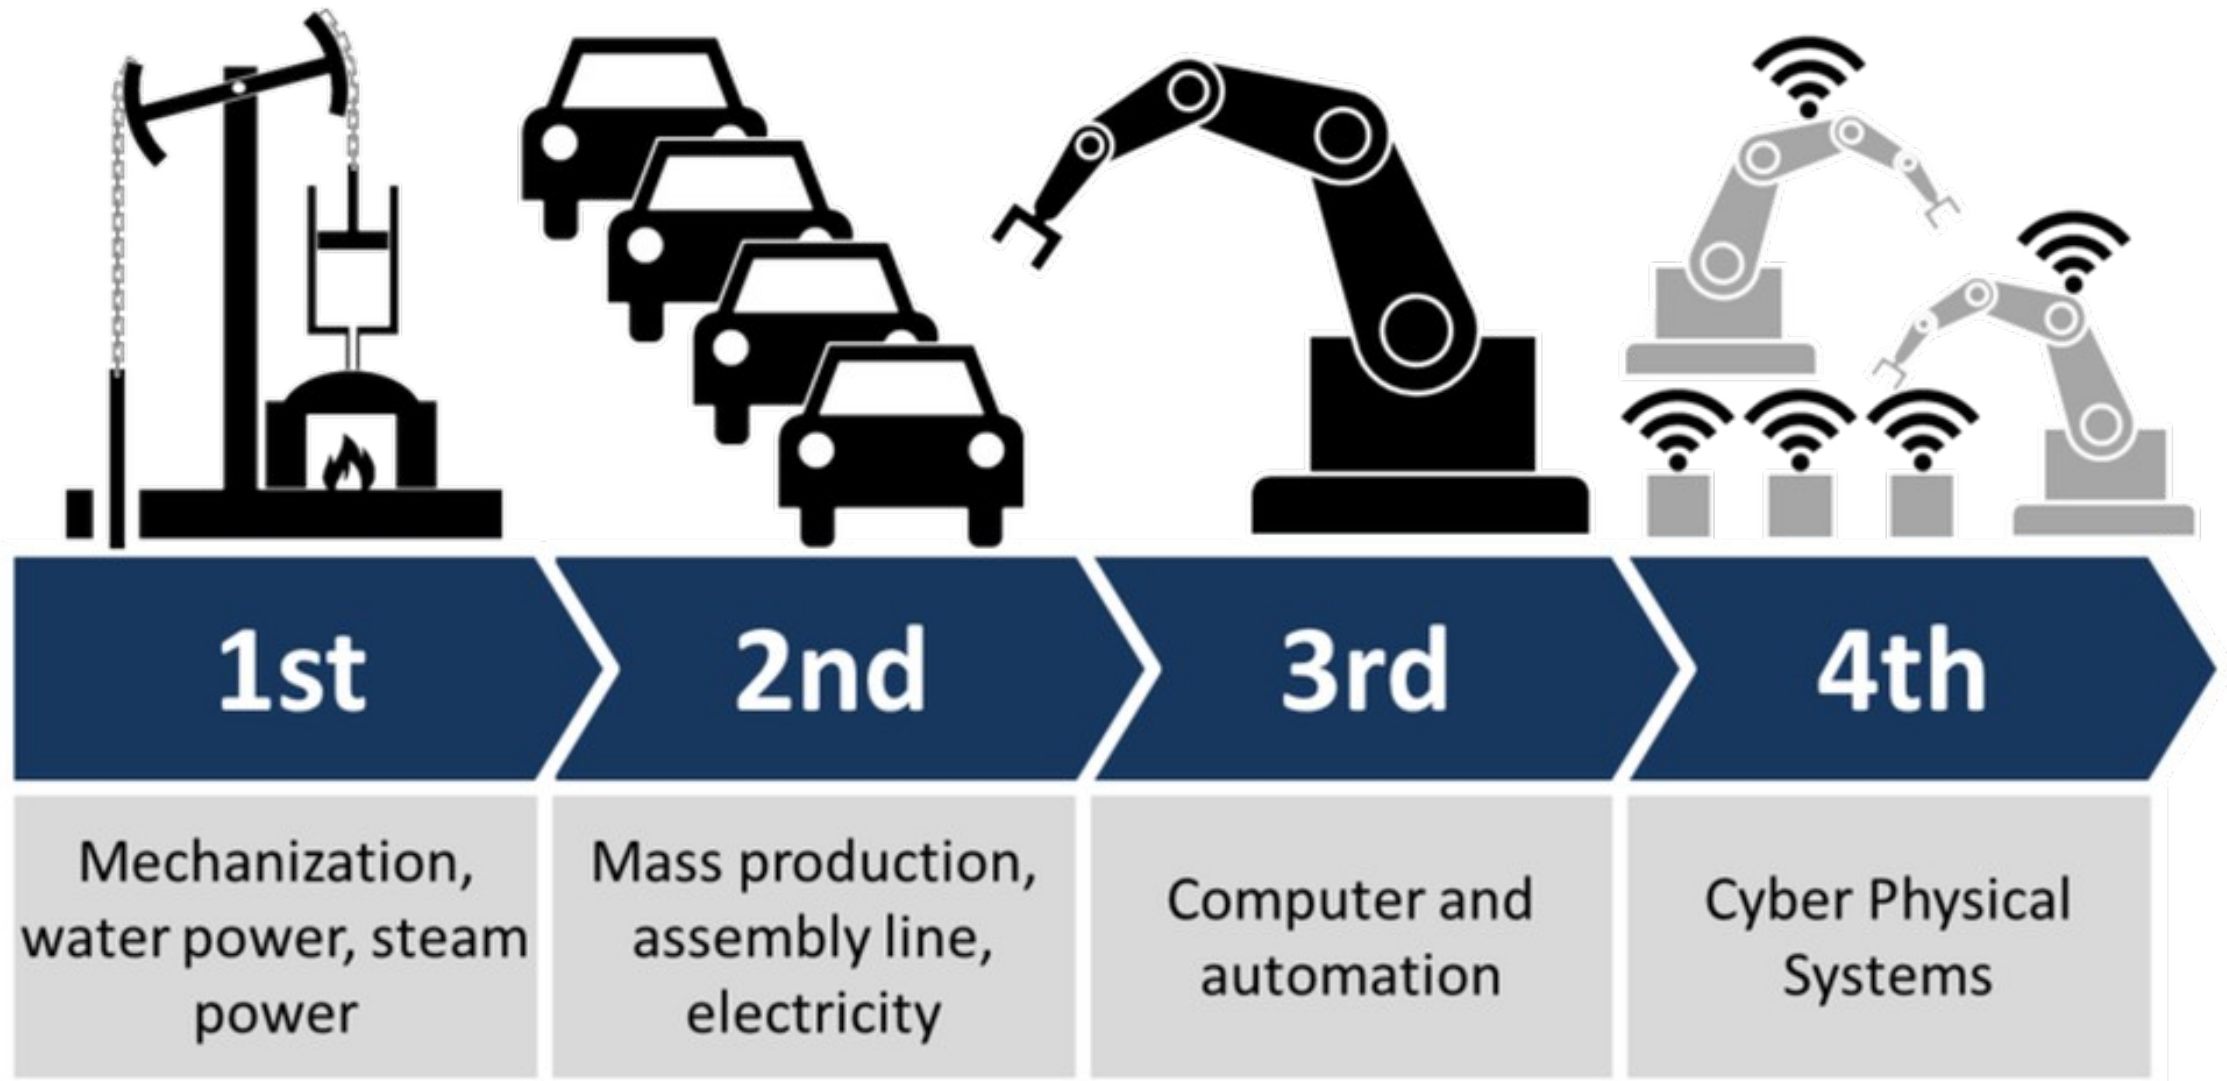 1st
2nd
3rd
4th
Mechanization,
water power, steam
power
Mass production,
assembly line,
electricity
Computer and
automation
Cyber Physical
Systems